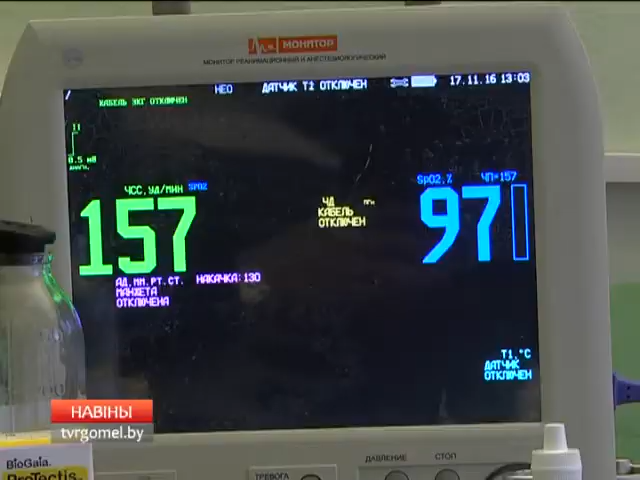 МОНИТОР
МОНИТОР РЕАНИМАЦИОННЫЙ И АНЕСТЕЗИОЛОГИЧЕСКИЙ
НЕО ДАТЧИК Т2 ОТКЛЮЧЕН 17.11.16 13:03
КАБЕЛЬ ЭКГ ОТКЛЮЧЕН
II
0.5 мВ
ЧСС, УД/МИН SPO2
157
ЧД
КАБЕЛЬ
ОТКЛЮЧЕН
SpO2,% ЧП=157
97
АД,ММ.РТ.СТ. НАКАЧКА:130
МАНЖЕТА
ОТКЛЮЧЕНА
T1,°C
ДАТЧИК
ОТКЛЮЧЕН
НАВІНЫ
tvrgomel.by
BioGaia
ProTectis
ТРЕВОГА
ДАВЛЕНИЕ СТОП